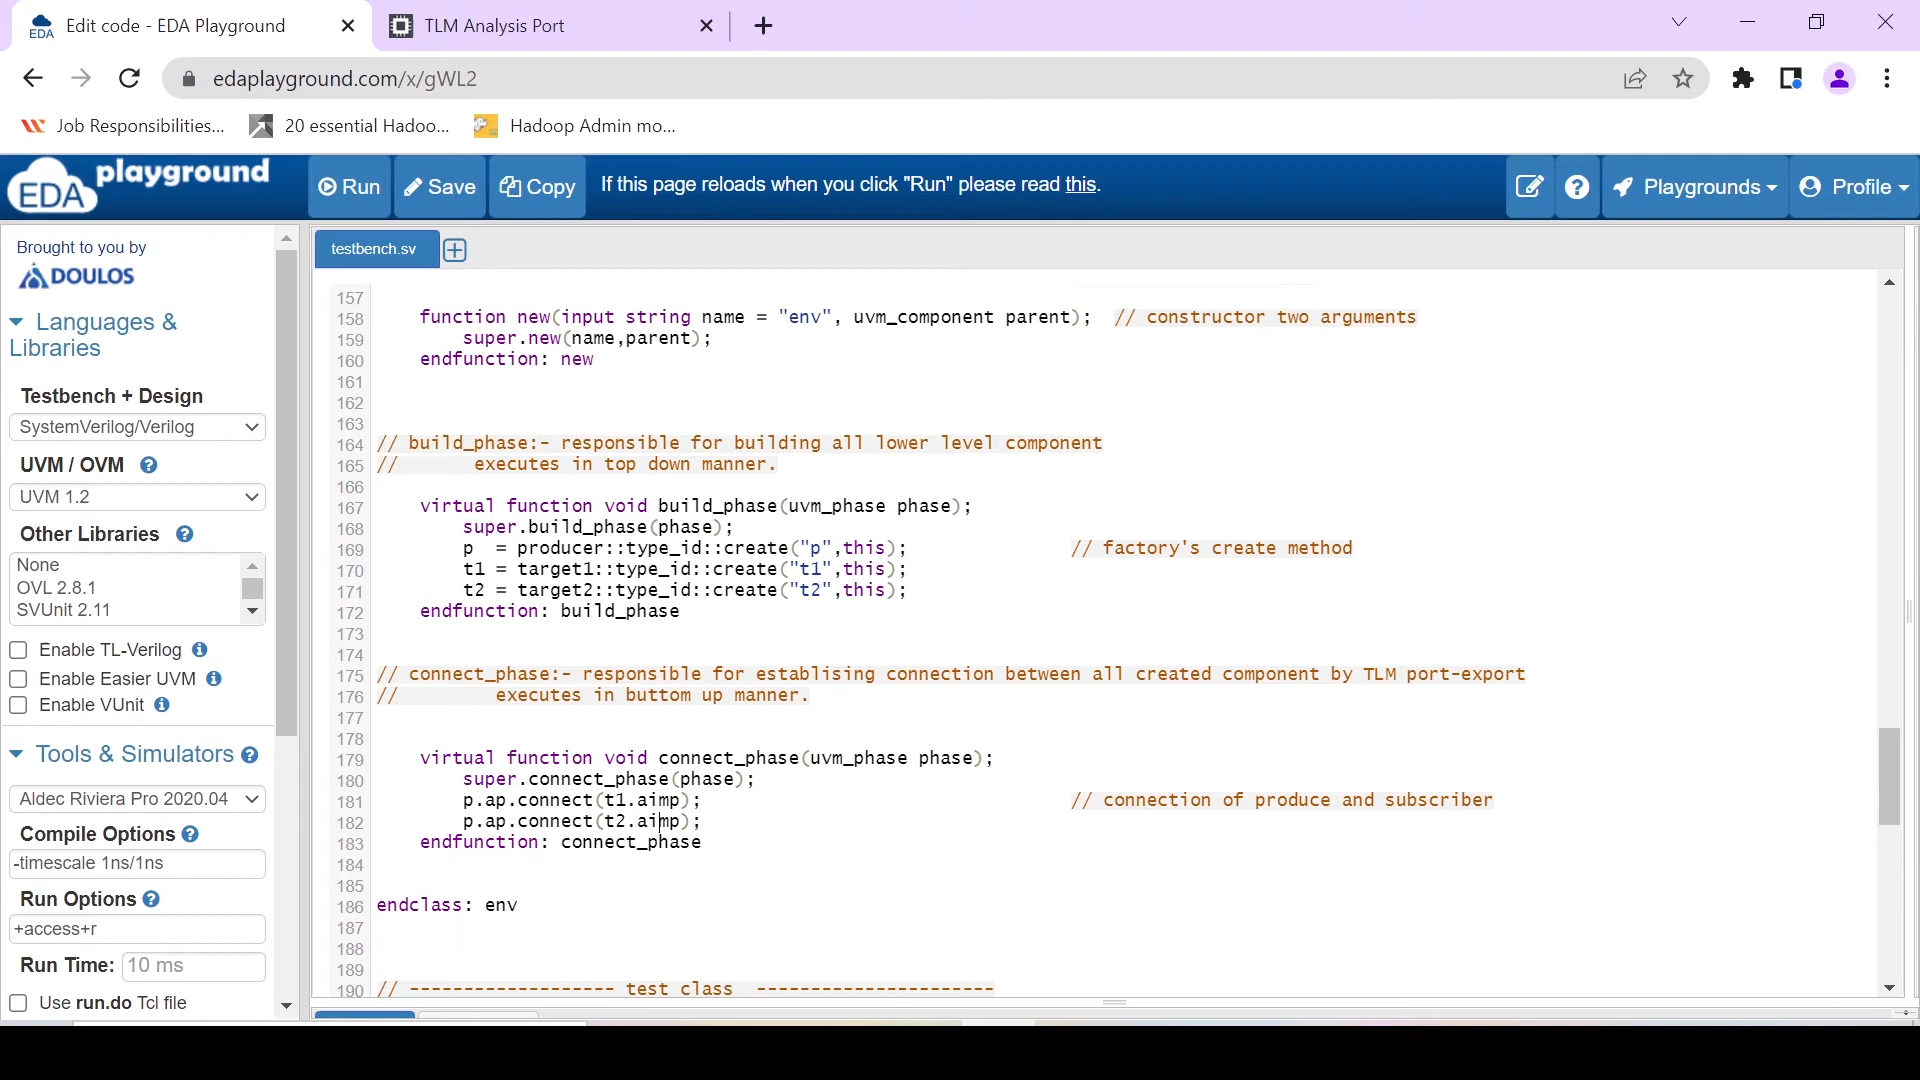 Edit code - EDA Playground
TLM Analysis Port
edaplayground.com/x/gWL2
Job Responsibilities...
20 essential Hadoo...
Hadoop Admin mo...
EDA playground
Run
Save
Copy
If this page reloads when you click "Run" please read this.
Playgrounds
Profile
Brought to you by
DOULOS
Languages &
Libraries
Testbench + Design
SystemVerilog/Verilog
UVM / OVM
UVM 1.2
Other Libraries
None
OVL 2.8.1
SVUnit 2.11
Enable TL-Verilog
Enable Easier UVM
Enable VUnit
Tools & Simulators
Aldec Riviera Pro 2020.04
Compile Options
-timescale 1ns/1ns
Run Options
+access+r
Run Time: 10 ms
Use run.do Tcl file
testbench.sv
157
158 function new(input string name = "env", uvm_component parent); // constructor two arguments
159 super.new(name,parent);
160 endfunction: new
161
162
163
164 // build_phase:- responsible for building all lower level component
165 // executes in top down manner.
166
167 virtual function void build_phase(uvm_phase phase);
168 super.build_phase(phase);
169 p = producer::type_id::create("p",this); // factory's create method
170 t1 = target1::type_id::create("t1",this);
171 t2 = target2::type_id::create("t2",this);
172 endfunction: build_phase
173
174
175 // connect_phase:- responsible for establising connection between all created component by TLM port-export
176 // executes in buttom up manner.
177
178
179 virtual function void connect_phase(uvm_phase phase);
180 super.connect_phase(phase);
181 p.ap.connect(t1.aimp); // connection of produce and subscriber
182 p.ap.connect(t2.aimp);
183 endfunction: connect_phase
184
185
186 endclass: env
187
188
189
190 // ------------------- test class ----------------------